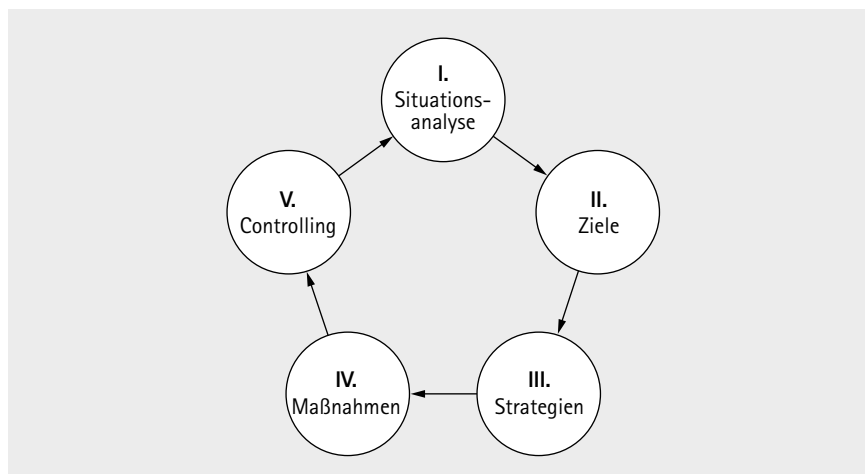 I.
Situations-
analyse
II.
Ziele
III.
Strategien
IV.
Maßnahmen
V.
Controlling